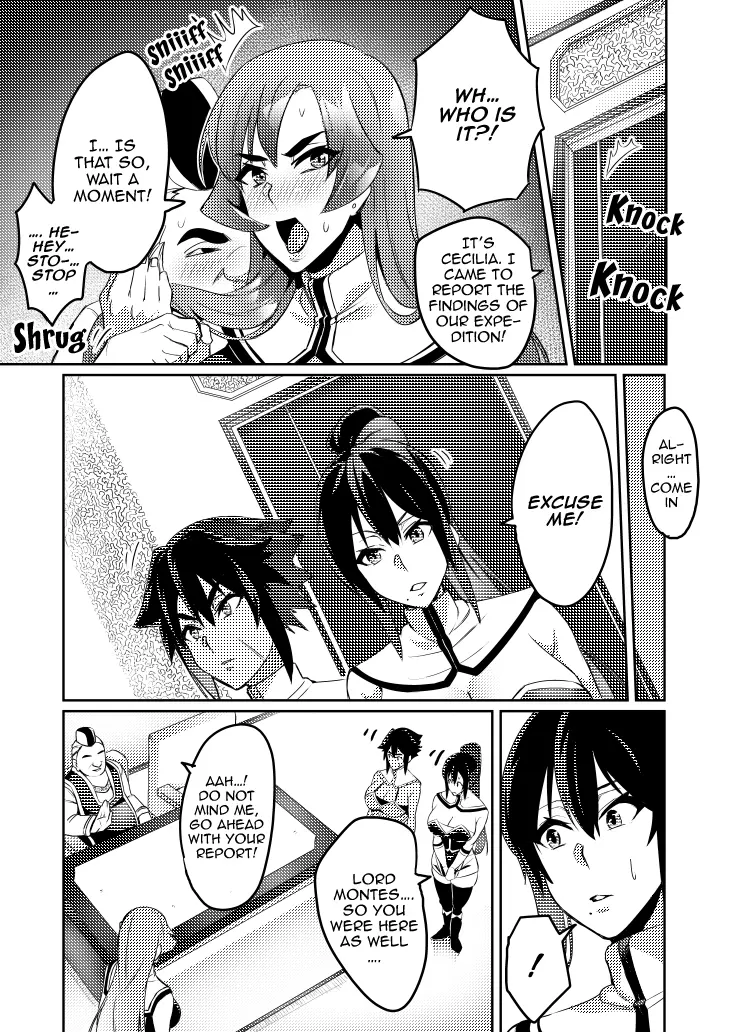 Knock
Knock
WH...
WHO IS
IT?!
IT'S
CECILIA. I
CAME TO
REPORT THE
FINDINGS OF
OUR EXPE-
DITION!
sniiiff
sniiiff
I... IS
THAT SO,
WAIT A
MOMENT!
.... HE-
HEY...
STO-...
STOP
...
Shrug
AL-
RIGHT
...
COME
IN
EXCUSE
ME!
!
LORD
MONTES....
SO YOU
WERE HERE
AS WELL
....
AAH...!
DO NOT
MIND ME,
GO AHEAD
WITH YOUR
REPORT!